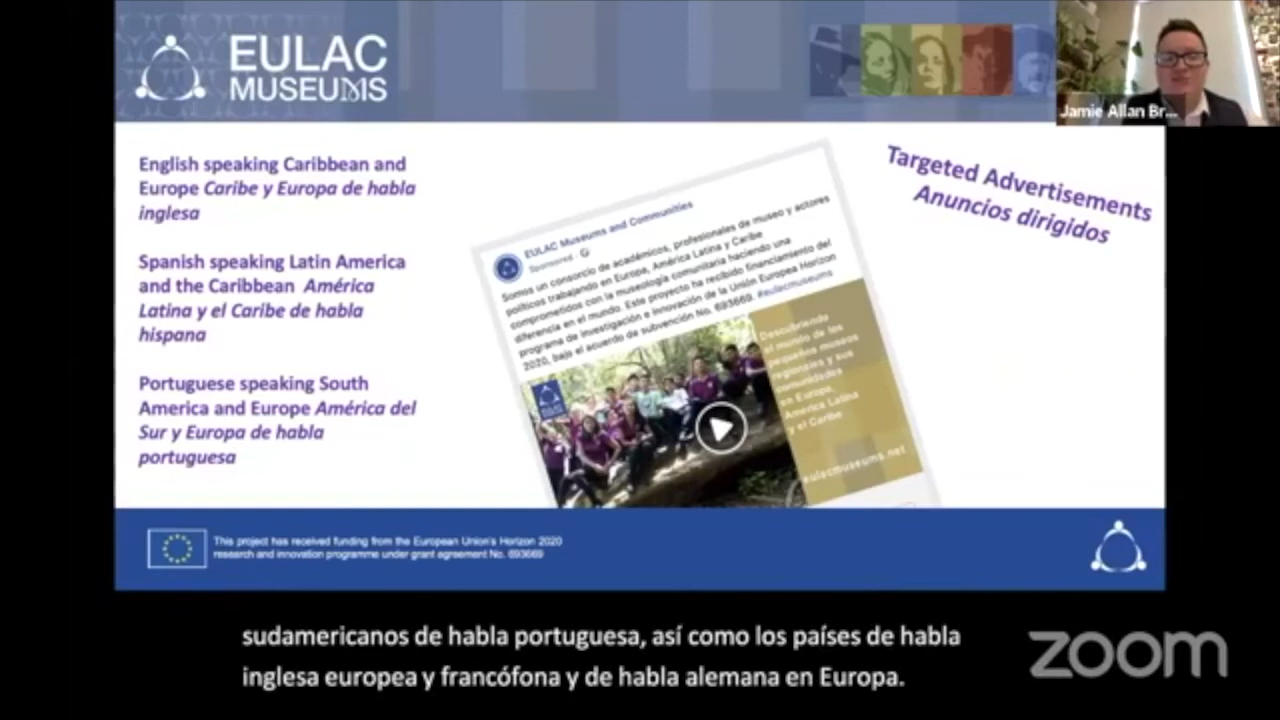 EULAC
MUSEUMS
Jamie Allan Br...
English speaking Caribbean and
Europe Caribe y Europa de habla
inglesa
Spanish speaking Latin America
and the Caribbean América
Latina y el Caribe de habla
hispana
Portuguese speaking South
America and Europe América del
Sur y Europa de habla
portuguesa
EULAC Museums and Communities
Sponsored ·
Somos un consorcio de académicos, profesionales de museo y actores
políticos trabajando en Europa, América Latina y Caribe
comprometidos con la museología comunitaria haciendo una
diferencia en el mundo. Este proyecto ha recibido financiamiento del
programa de investigación e innovación de la Unión Europea Horizon
2020, bajo el acuerdo de subvención No. 693669. #eulacmuseums
Descubriendo
el mundo de los
pequeños museos
regionales y sus
comunidades
en Europa,
America Latina
y el Caribe
eulacmuseums.net
Targeted Advertisements
Anuncios dirigidos
This project has received funding from the European Union's Horizon 2020
research and innovation programme under grant agreement No. 693669
sudamericanos de habla portuguesa, así como los países de habla
inglesa europea y francófona y de habla alemana en Europa.
zoom